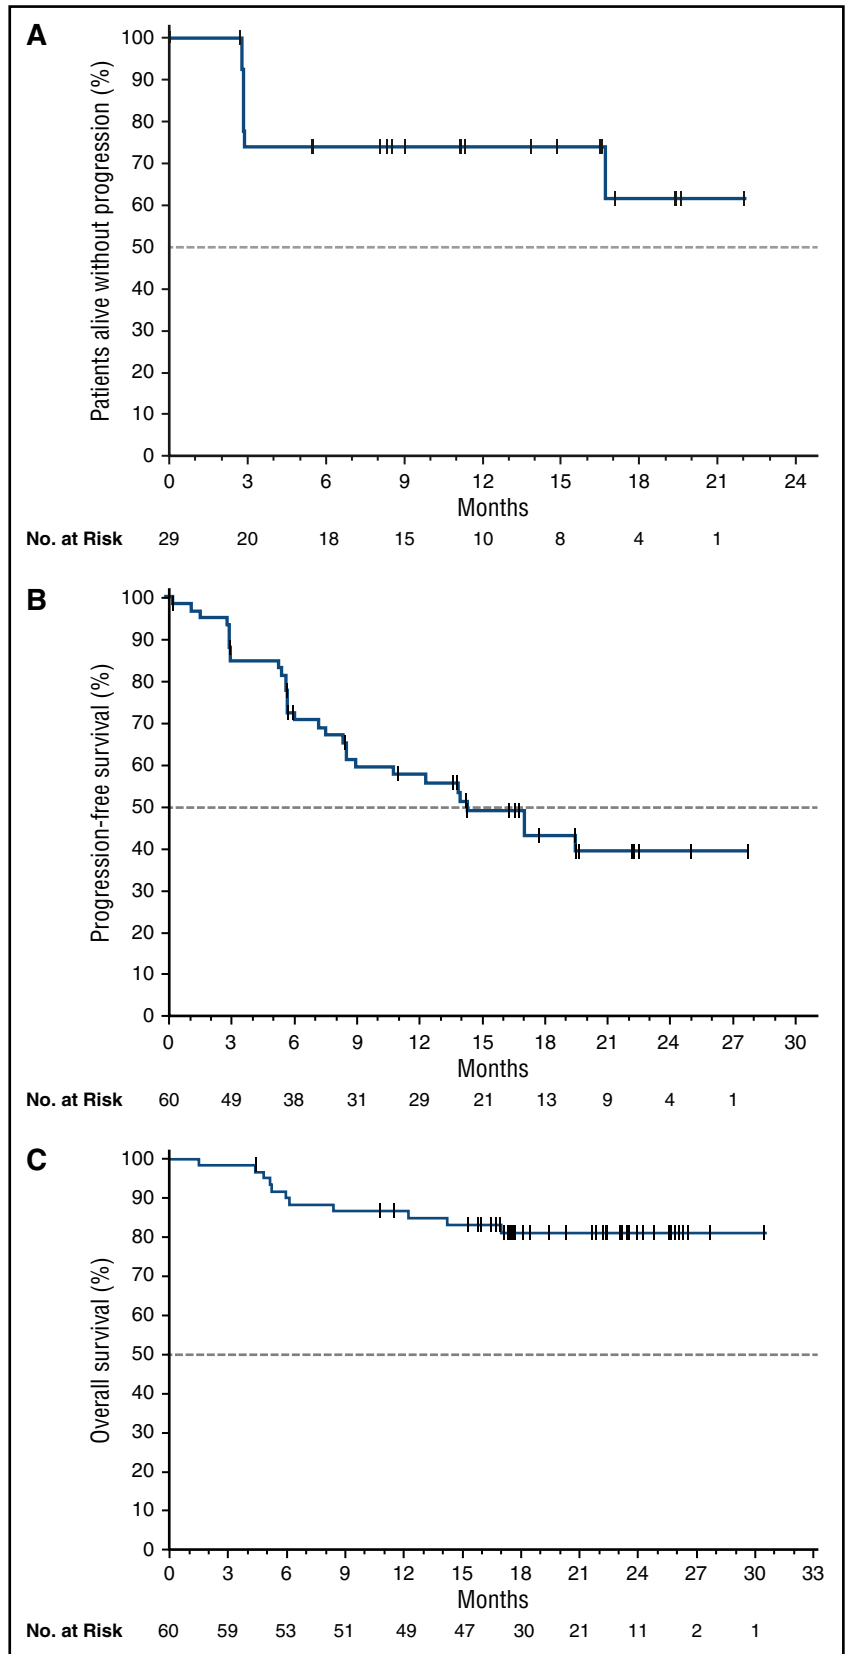 A
Patients alive without progression (%)
100
90
80
70
60
50
40
30
20
10
0
0 3 6 9 12 15 18 21 24
Months
No. at Risk 29 20 18 15 10 8 4 1
B
Progression-free survival (%)
100
90
80
70
60
50
40
30
20
10
0
0 3 6 9 12 15 18 21 24 27 30
Months
No. at Risk 60 49 38 31 29 21 13 9 4 1
C
Overall survival (%)
100
90
80
70
60
50
40
30
20
10
0
0 3 6 9 12 15 18 21 24 27 30 33
Months
No. at Risk 60 59 53 51 49 47 30 21 11 2 1